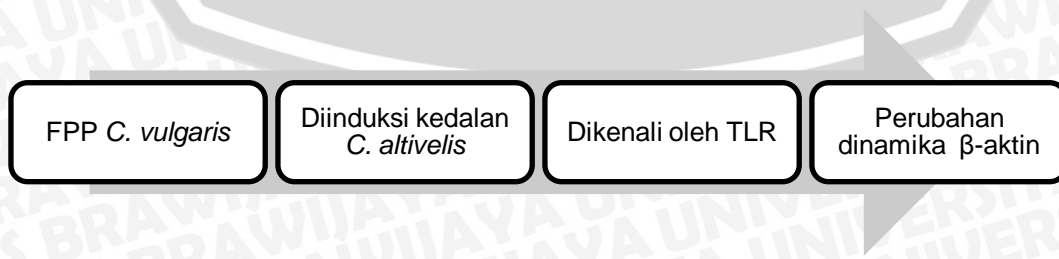 FPP C. vulgaris
Diinduksi kedalan
C. altivelis
Dikenali oleh TLR
Perubahan
dinamika β-aktin